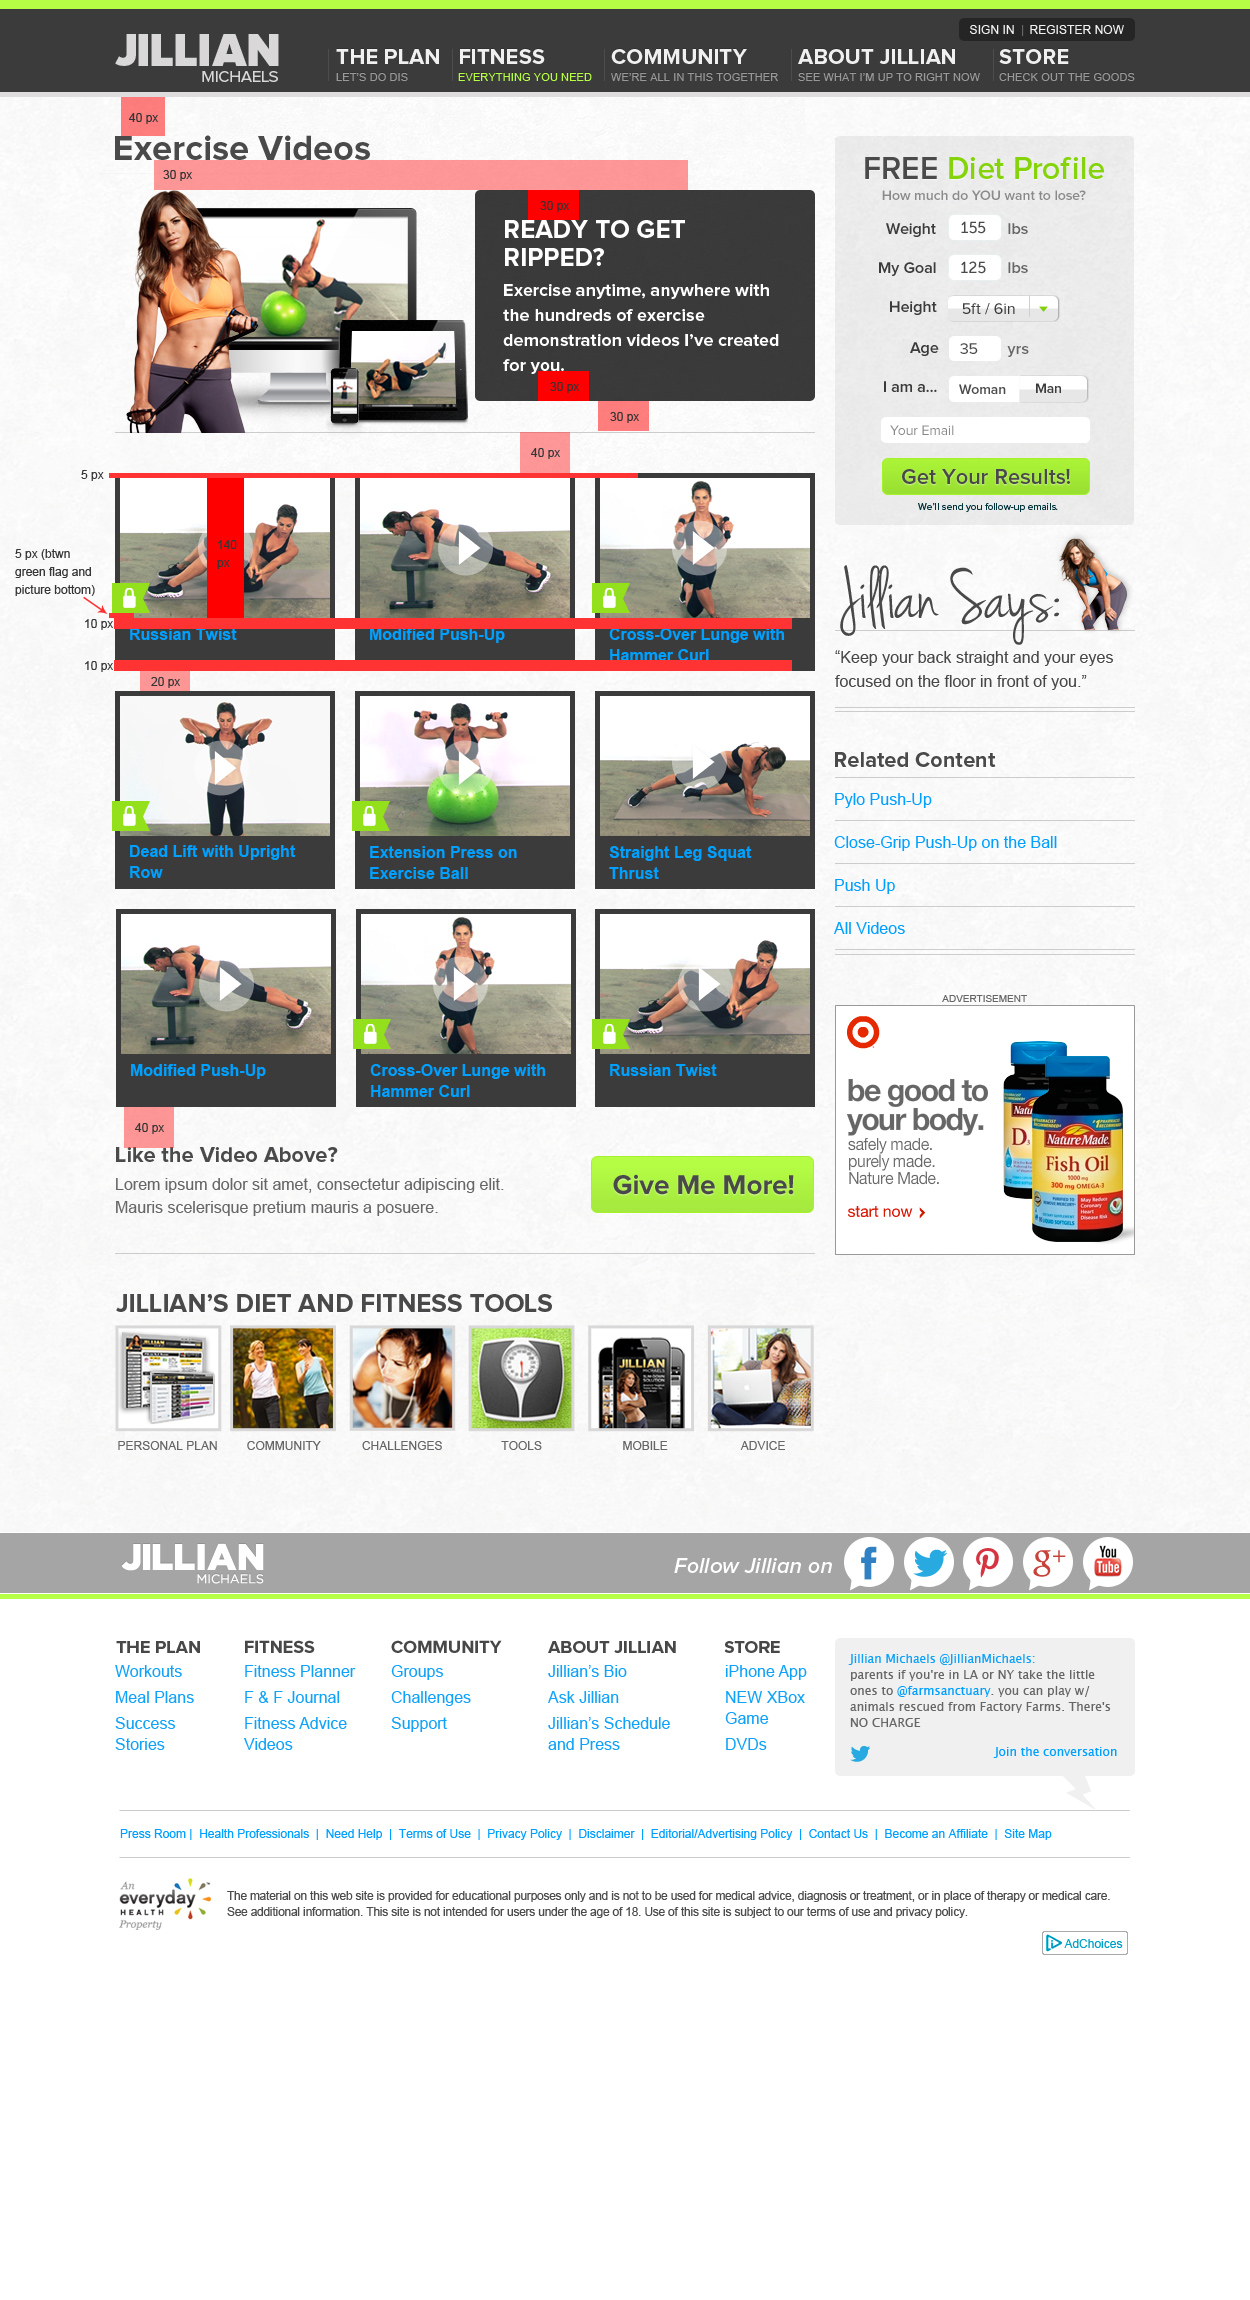 SIGN IN | REGISTER NOW
JILLIAN
MICHAELS
THE PLAN
LET'S DO DIS
FITNESS
EVERYTHING YOU NEED
COMMUNITY
WE'RE ALL IN THIS TOGETHER
ABOUT JILLIAN
SEE WHAT I'M UP TO RIGHT NOW
STORE
CHECK OUT THE GOODS
40 px
Exercise Videos
30 px
30 px
READY TO GET
RIPPED?
Exercise anytime, anywhere with
the hundreds of exercise
demonstration videos I've created
for you.
30 px
30 px
40 px
5 px
140
px
5 px (btwn
green flag and
picture bottom)
10 px
Russian Twist
Modified Push-Up
Cross-Over Lunge with
Hammer Curl
10 px
20 px
Dead Lift with Upright
Row
Extension Press on
Exercise Ball
Straight Leg Squat
Thrust
Modified Push-Up
Cross-Over Lunge with
Hammer Curl
Russian Twist
40 px
Like the Video Above?
Lorem ipsum dolor sit amet, consectetur adipiscing elit.
Mauris scelerisque pretium mauris a posuere.
Give Me More!
FREE Diet Profile
How much do YOU want to lose?
Weight 155 lbs
My Goal 125 lbs
Height 5ft / 6in
Age 35 yrs
I am a... Woman Man
Your Email
Get Your Results!
We'll send you follow-up emails.
Jillian Says:
“Keep your back straight and your eyes
focused on the floor in front of you.”
Related Content
Pylo Push-Up
Close-Grip Push-Up on the Ball
Push Up
All Videos
ADVERTISEMENT
be good to
your body.
safely made.
purely made.
Nature Made.
start now
D3
Nature Made
Fish Oil
1000 mg
300 mg OMEGA-3
May Reduce
Coronary
Heart
Disease Risk
JILLIAN'S DIET AND FITNESS TOOLS
JILLIAN
JILLIAN
MICHAELS
SLIM-DOWN
SOLUTION
PERSONAL PLAN
COMMUNITY
CHALLENGES
TOOLS
MOBILE
ADVICE
JILLIAN
MICHAELS
Follow Jillian on
f
g+
You
Tube
THE PLAN
Workouts
Meal Plans
Success
Stories
FITNESS
Fitness Planner
F & F Journal
Fitness Advice
Videos
COMMUNITY
Groups
Challenges
Support
ABOUT JILLIAN
Jillian's Bio
Ask Jillian
Jillian's Schedule
and Press
STORE
iPhone App
NEW XBox
Game
DVDs
Jillian Michaels @JillianMichaels:
parents if you're in LA or NY take the little
ones to @farmsanctuary. you can play w/
animals rescued from Factory Farms. There's
NO CHARGE
Join the conversation
Press Room | Health Professionals | Need Help | Terms of Use | Privacy Policy | Disclaimer | Editorial/Advertising Policy | Contact Us | Become an Affiliate | Site Map
An
everyday
HEALTH
Property
The material on this web site is provided for educational purposes only and is not to be used for medical advice, diagnosis or treatment, or in place of therapy or medical care.
See additional information. This site is not intended for users under the age of 18. Use of this site is subject to our terms of use and privacy policy.
AdChoices